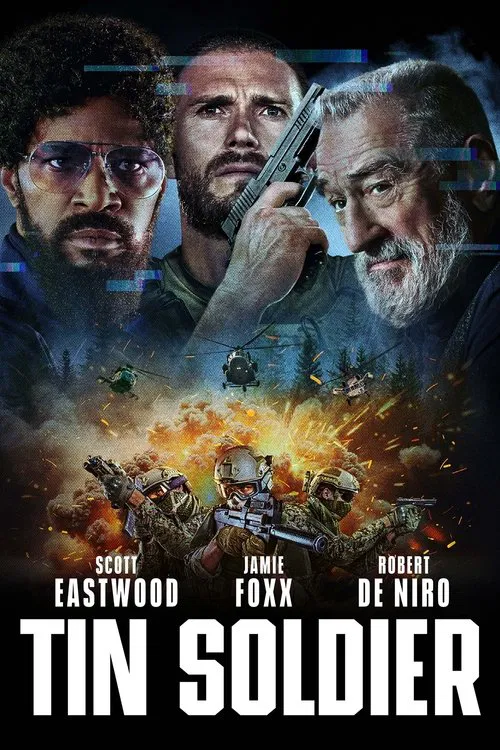 SCOTT
EASTWOOD
JAMIE
FOXX
ROBERT
DE NIRO
TIN SOLDIER